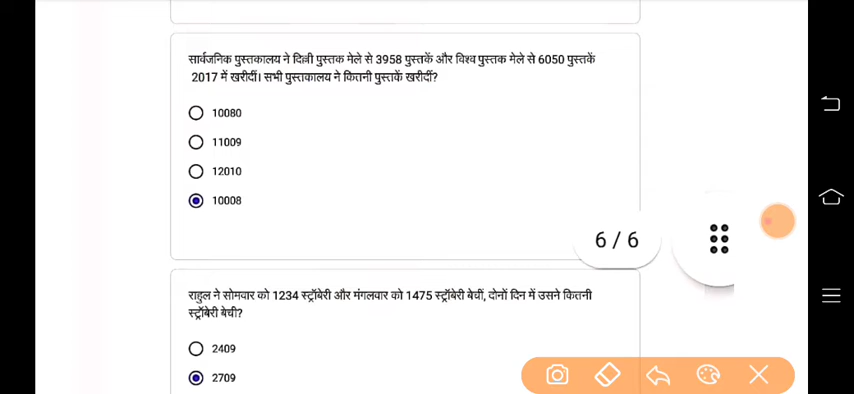 सार्वजनिक पुस्तकालय ने दिल्ली पुस्तक मेले से 3958 पुस्तकें और विश्व पुस्तक मेले से 6050 पुस्तकें
2017 में खरीदीं। सभी पुस्तकालय ने कितनी पुस्तकें खरीदीं?
10080
11009
12010
10008
6 / 6
राहुल ने सोमवार को 1234 स्ट्रॉबेरी और मंगलवार को 1475 स्ट्रॉबेरी बेचीं, दोनों दिन में उसने कितनी
स्ट्रॉबेरी बेची?
2409
2709